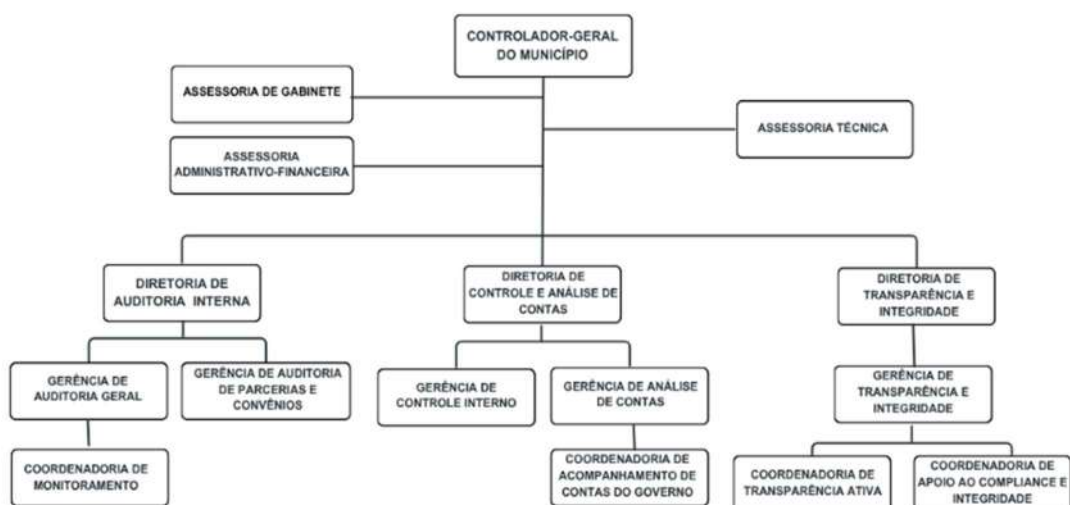 CONTROLADOR-GERAL
DO MUNICÍPIO
ASSESSORIA DE GABINETE
ASSESSORIA TÉCNICA
ASSESSORIA
ADMINISTRATIVO-FINANCEIRA
DIRETORIA DE
AUDITORIA INTERNA
DIRETORIA DE
CONTROLE E ANÁLISE DE
CONTAS
DIRETORIA DE
TRANSPARÊNCIA E
INTEGRIDADE
GERÊNCIA DE
AUDITORIA GERAL
GERÊNCIA DE AUDITORIA
DE PARCERIAS E
CONVÊNIOS
GERÊNCIA DE
CONTROLE INTERNO
GERÊNCIA DE ANÁLISE
DE CONTAS
GERÊNCIA DE
TRANSPARÊNCIA E
INTEGRIDADE
COORDENADORIA DE
MONITORAMENTO
COORDENADORIA DE
ACOMPANHAMENTO DE
CONTAS DO GOVERNO
COORDENADORIA DE
TRANSPARÊNCIA ATIVA
COORDENADORIA DE
APOIO AO COMPLIANCE E
INTEGRIDADE